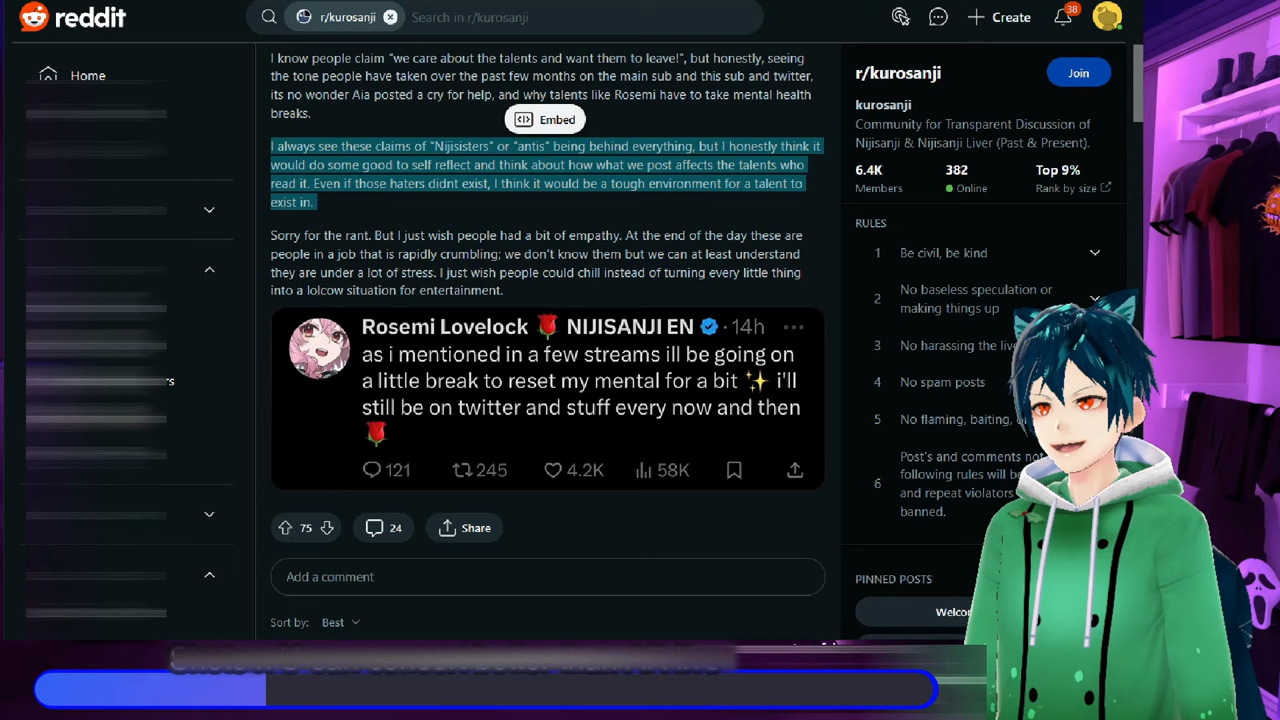 reddit
r/kurosanji
Search in r/kurosanji
Create
38
Home
I know people claim "we care about the talents and want them to leave!", but honestly, seeing
the tone people have taken over the past few months on the main sub and this sub and twitter,
its no wonder Aia posted a cry for help, and why talents like Rosemi have to take mental health
breaks.
Embed
I always see these claims of "Nijisisters" or "antis" being behind everything, but I honestly think it
would do some good to self reflect and think about how what we post affects the talents who
read it. Even if those haters didnt exist, I think it would be a tough environment for a talent to
exist in.
Sorry for the rant. But I just wish people had a bit of empathy. At the end of the day these are
people in a job that is rapidly crumbling; we don't know them but we can at least understand
they are under a lot of stress. I just wish people could chill instead of turning every little thing
into a lolcow situation for entertainment.
Rosemi Lovelock 🌹 NIJISANJI EN · 14h ...
as i mentioned in a few streams ill be going on
a little break to reset my mental for a bit ✨ i'll
still be on twitter and stuff every now and then
🌹
121 245 4.2K 58K
75 24 Share
Add a comment
Sort by: Best
r/kurosanji
Join
kurosanji
Community for Transparent Discussion of
Nijisanji & Nijisanji Liver (Past & Present).
6.4K 382 Top 9%
Members Online Rank by size
RULES
1 Be civil, be kind
2 No baseless speculation or
making things up
3 No harassing the
4 No spam posts
5 No flaming, baiting,
6 Post's and comments not
following rules will be
and repeat violators
banned.
PINNED POSTS